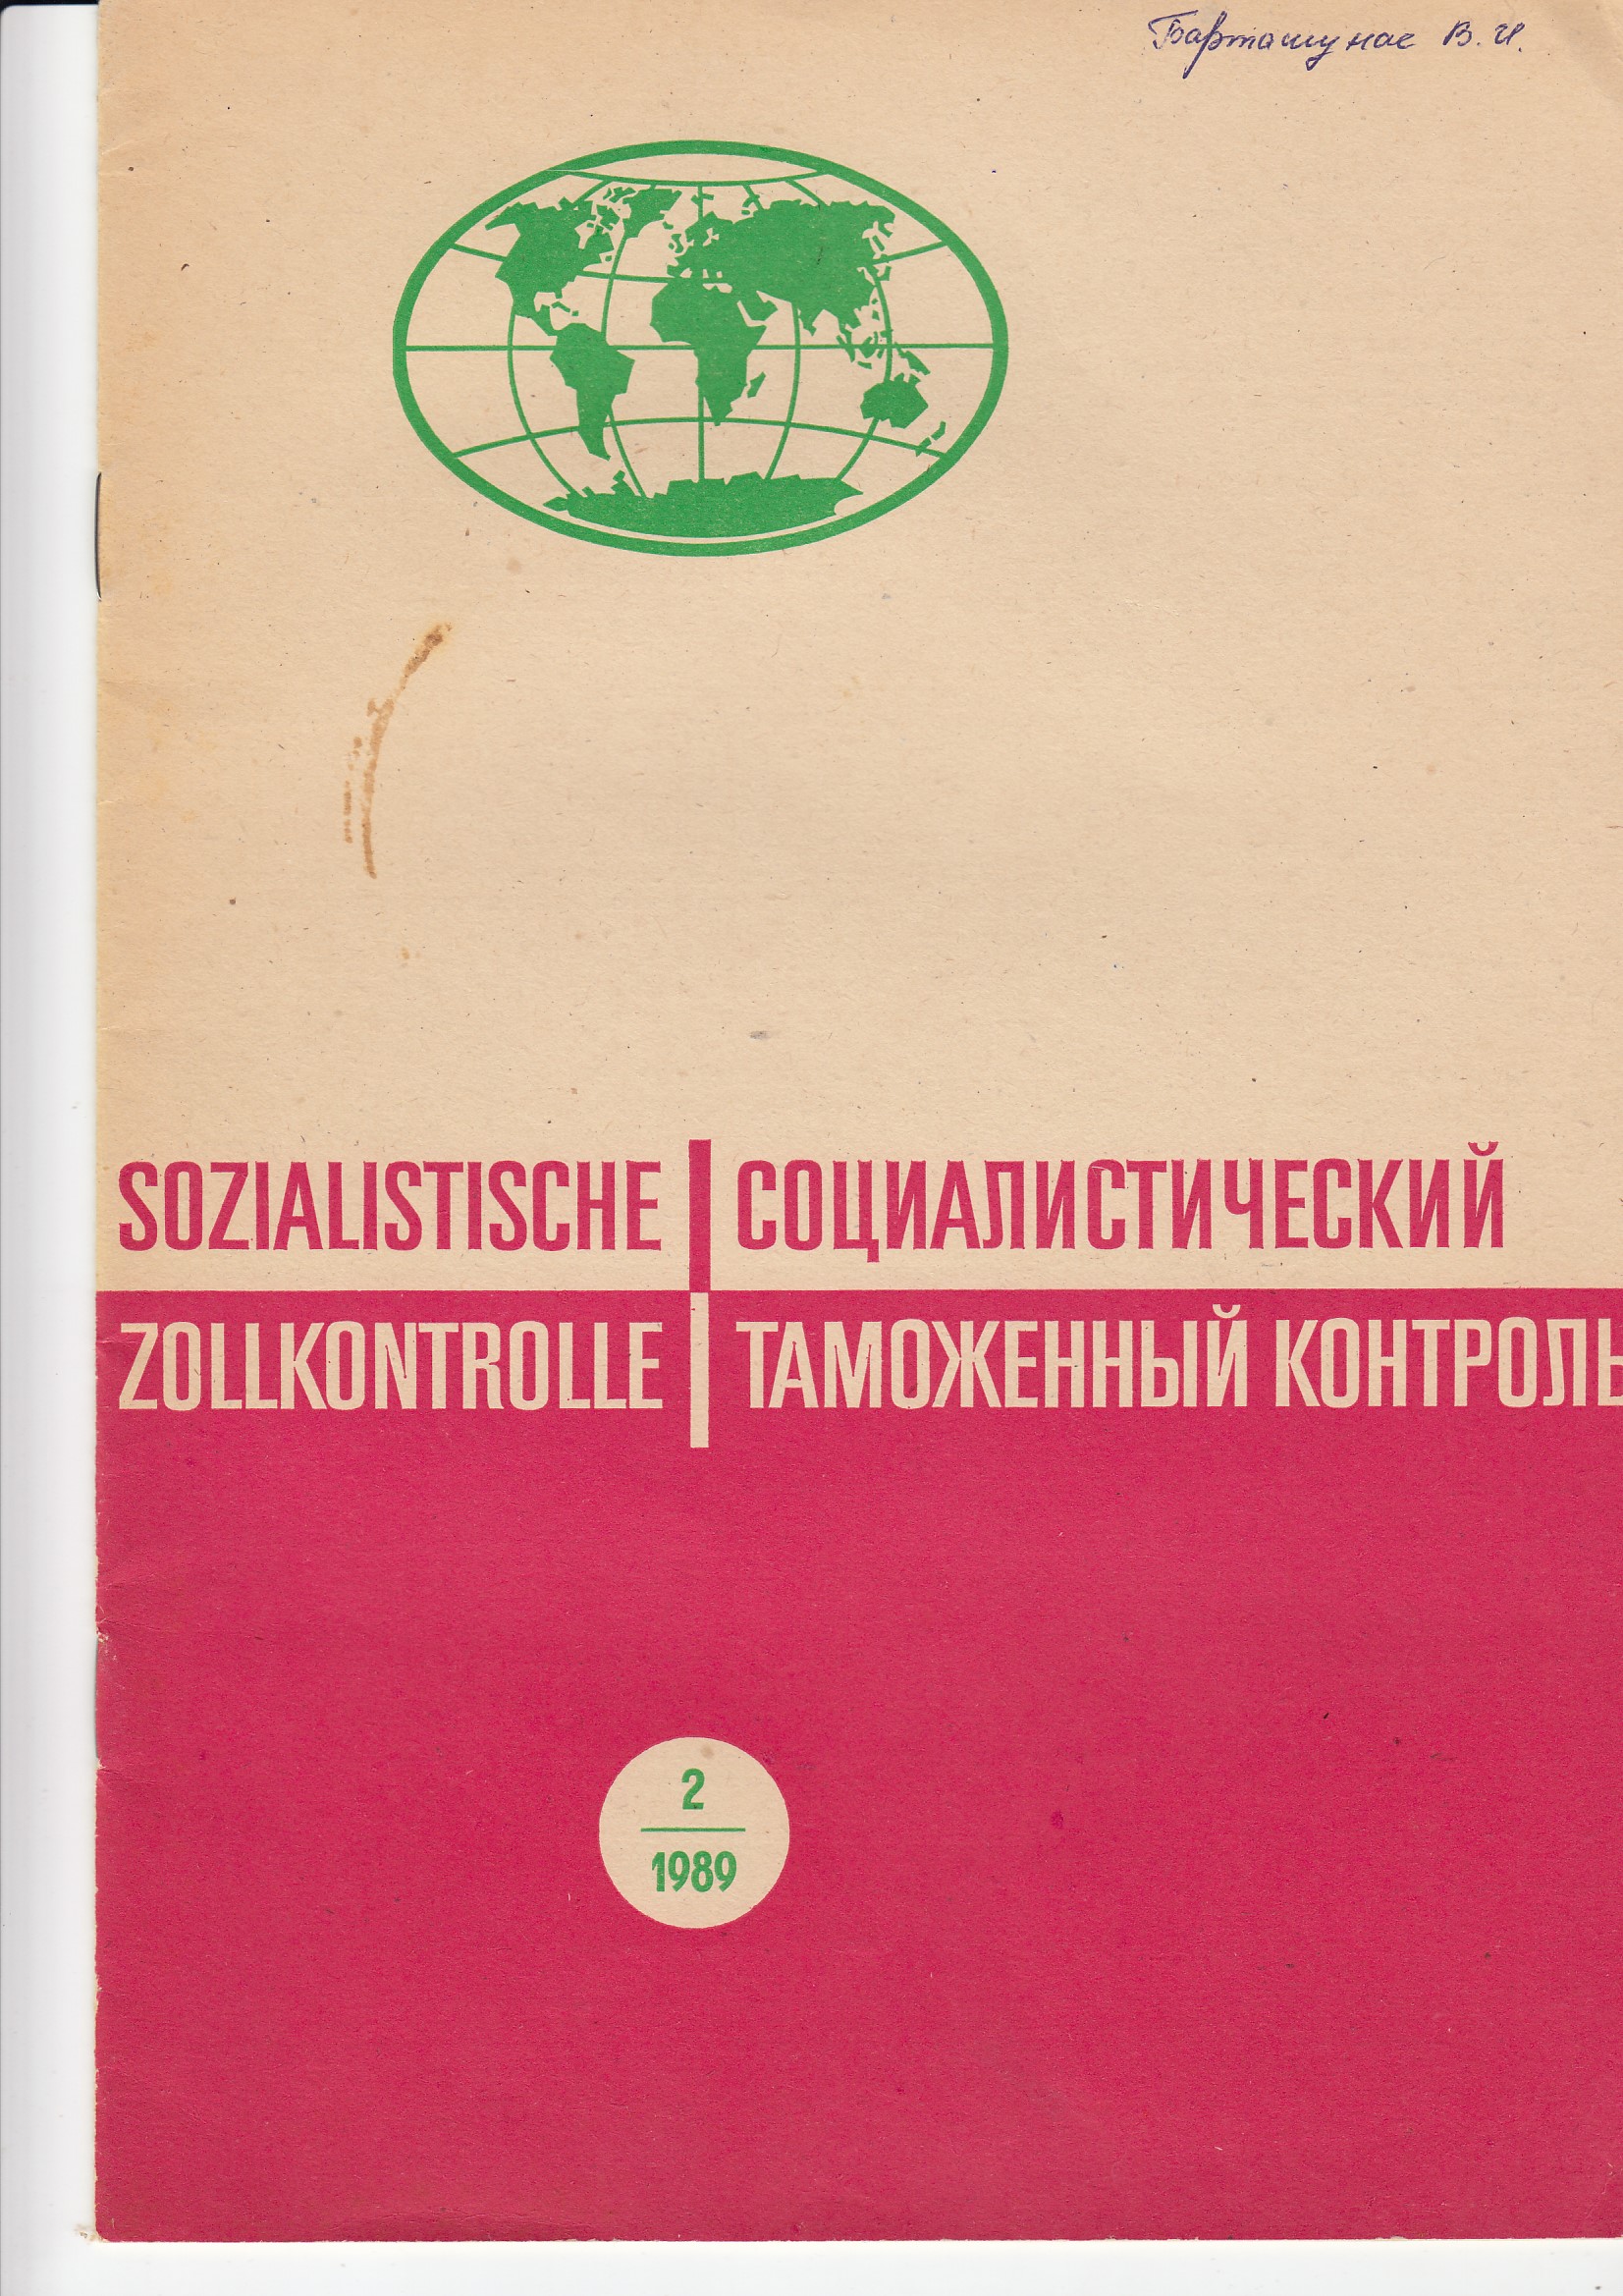 Барташунас В. И.
SOZIALISTISCHE
СОЦИАЛИСТИЧЕСКИЙ
ZOLLKONTROLLE
ТАМОЖЕННЫЙ КОНТРОЛЬ
2
1989